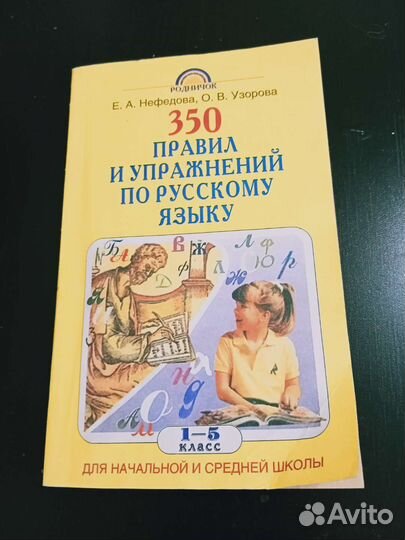 РОДНИЧОК
Е. А. Нефедова, О. В. Узорова
350
ПРАВИЛ
И УПРАЖНЕНИЙ
ПО РУССКОМУ
ЯЗЫКУ
1–5
КЛАСС
ДЛЯ НАЧАЛЬНОЙ И СРЕДНЕЙ ШКОЛЫ
Avito